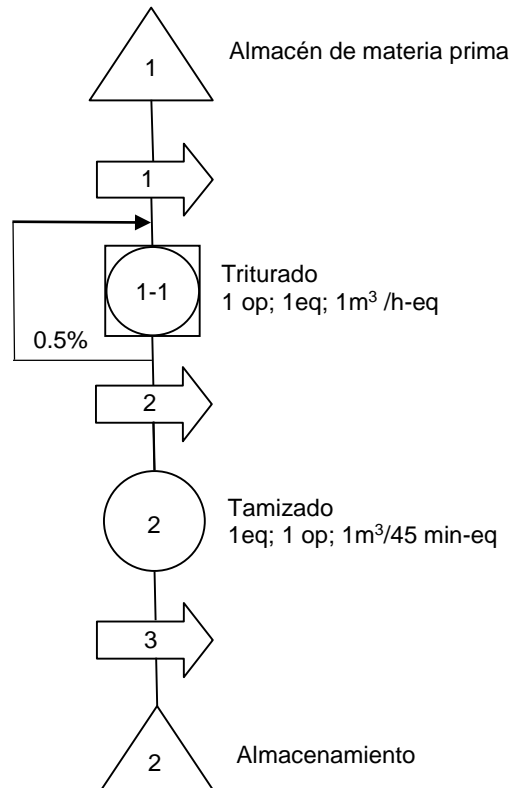 1
Almacén de materia prima
1
1-1
Triturado
1 op; 1eq; 1m³ /h-eq
0.5%
2
2
Tamizado
1eq; 1 op; 1m³/45 min-eq
3
2
Almacenamiento